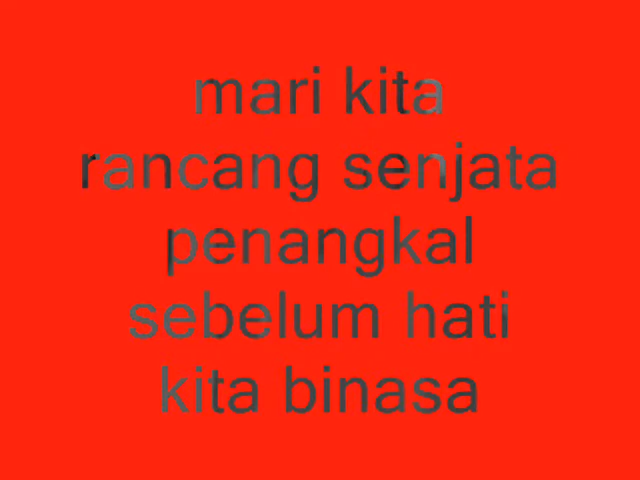 mari kita
rancang senjata
penangkal
sebelum hati
kita binasa